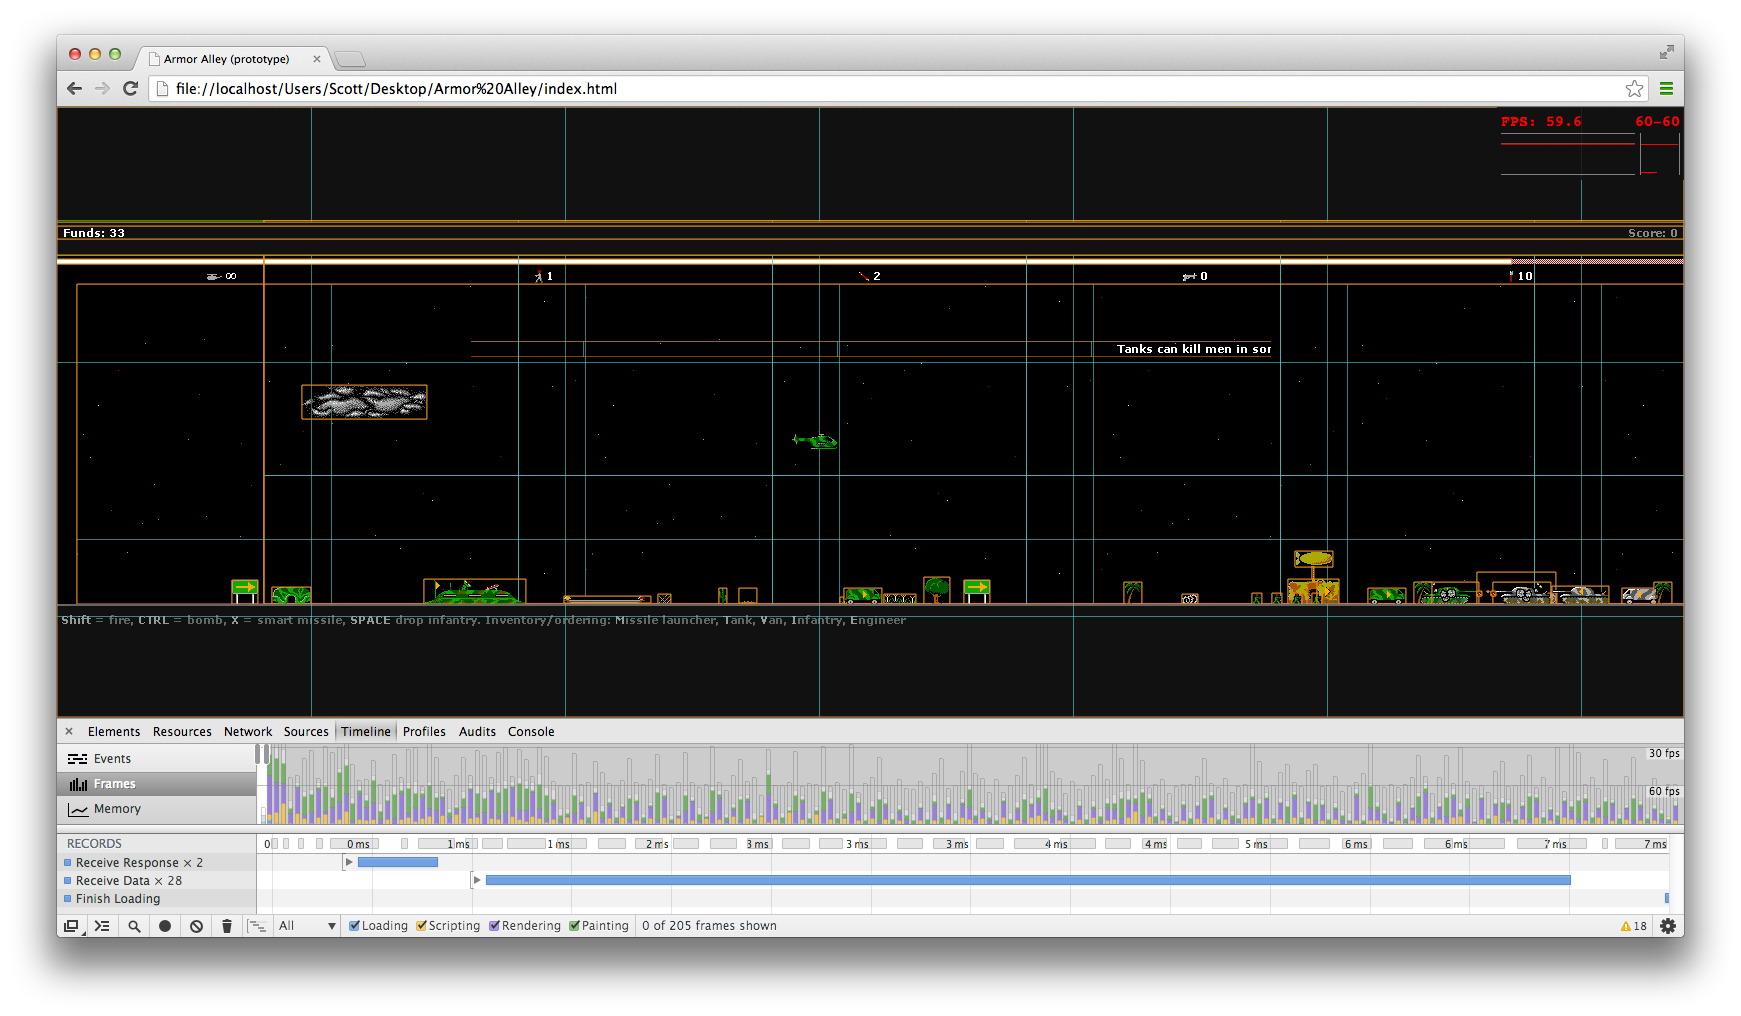 Armor Alley (prototype)
file://localhost/Users/Scott/Desktop/Armor%20Alley/index.html
FPS: 59.6 60-60
Funds: 33 Score: 0
∞ 1 2 0 10
Tanks can kill men in sor
Shift = fire, CTRL = bomb, X = smart missile, SPACE drop infantry. Inventory/ordering: Missile launcher, Tank, Van, Infantry, Engineer
× Elements Resources Network Sources Timeline Profiles Audits Console
Events
30 fps
Frames
60 fps
Memory
RECORDS 0 0 ms 1 ms 1 ms 2 ms 3 ms 3 ms 3 ms 4 ms 4 ms 5 ms 6 ms 6 ms 7 ms 7 ms
Receive Response × 2
Receive Data × 28
Finish Loading
All Loading Scripting Rendering Painting 0 of 205 frames shown 18